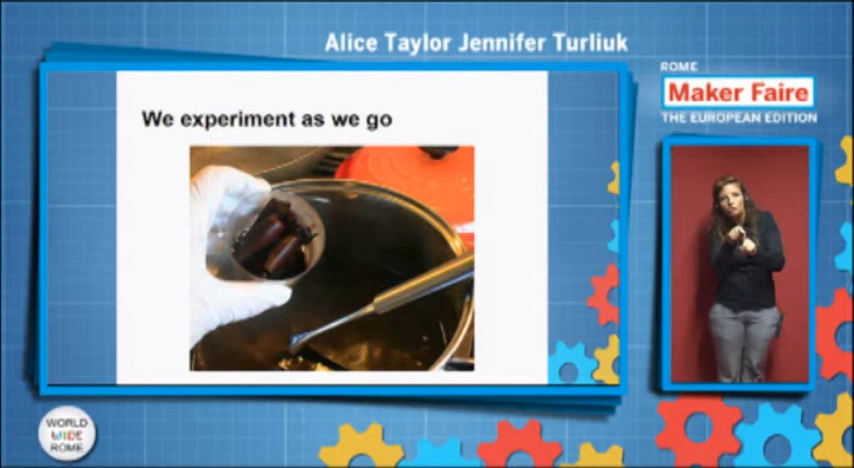 Alice Taylor Jennifer Turliuk
ROME
Maker Faire
THE EUROPEAN EDITION
We experiment as we go
WORLD
WIDE
ROME